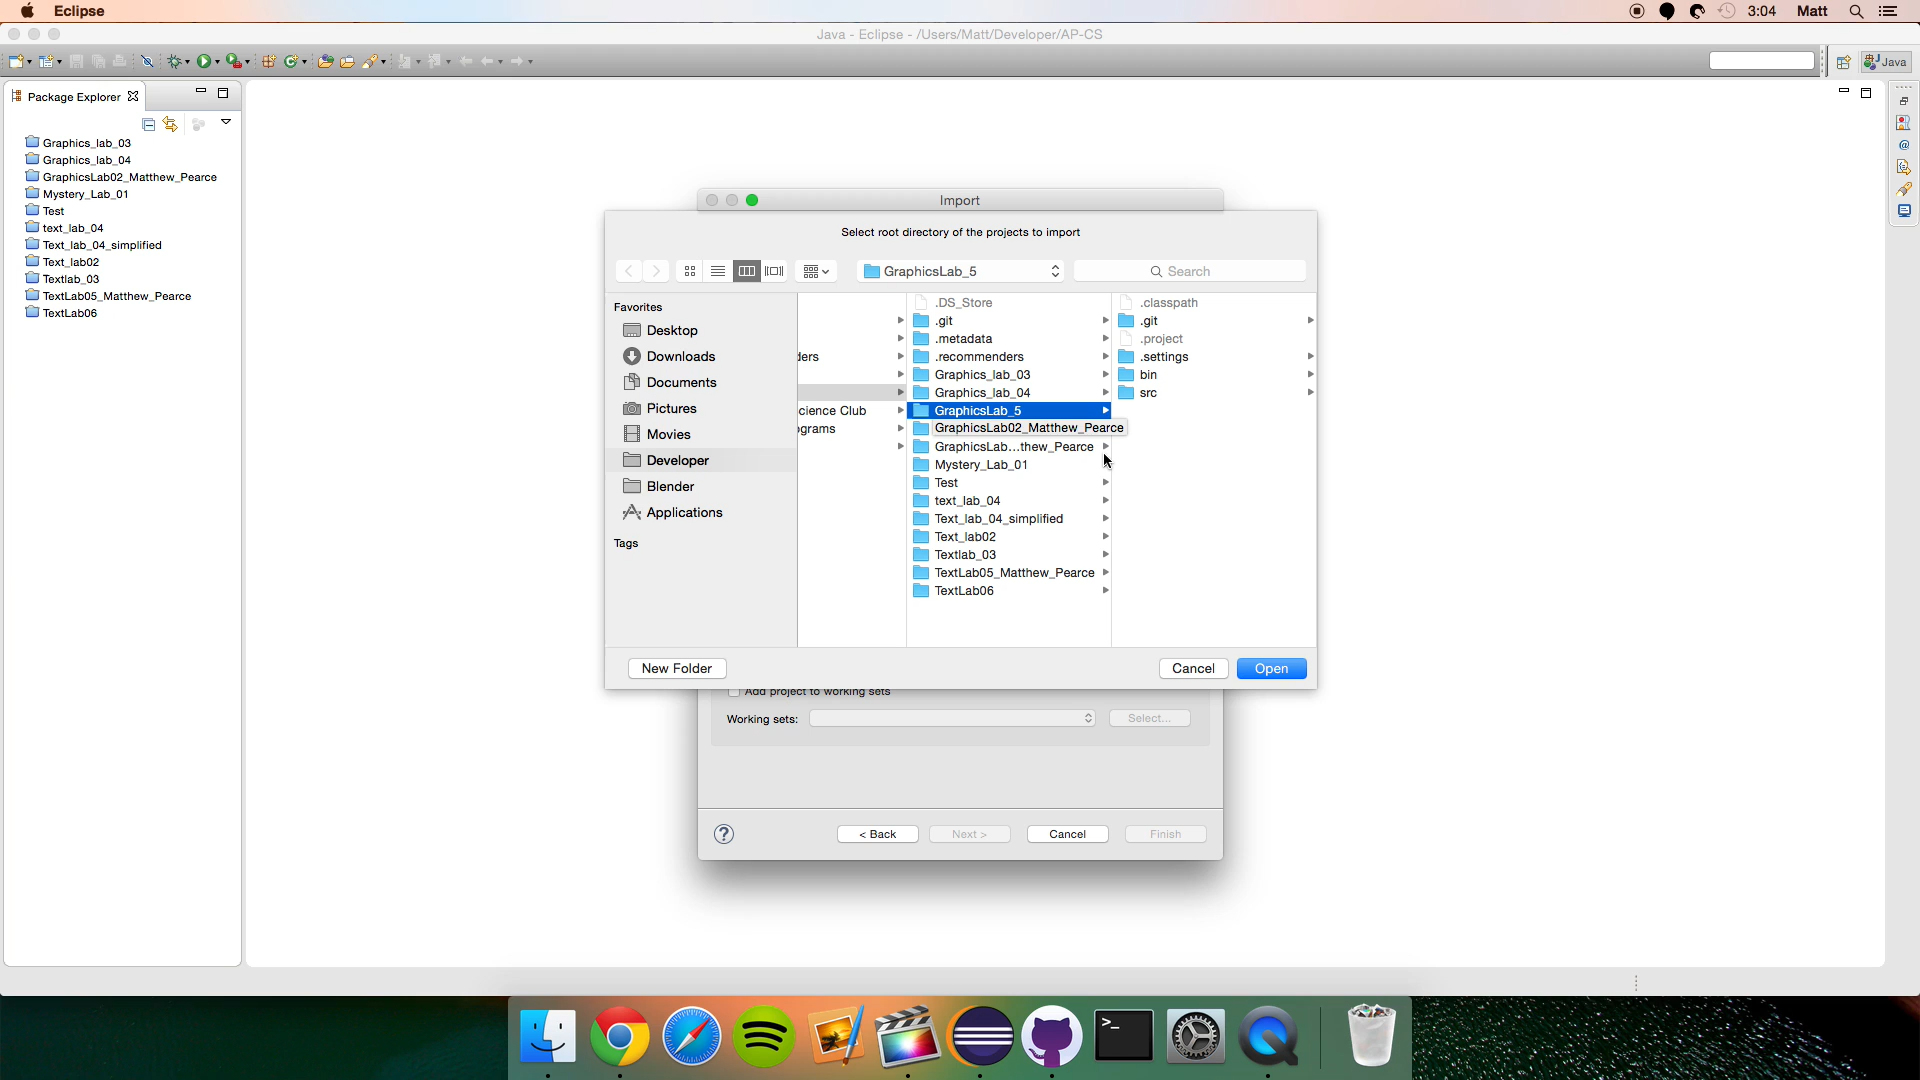 Eclipse
3:04 Matt
Java - Eclipse - /Users/Matt/Developer/AP-CS
Java
Package Explorer
Graphics_lab_03
Graphics_lab_04
GraphicsLab02_Matthew_Pearce
Mystery_Lab_01
Test
text_lab_04
Text_lab_04_simplified
Text_lab02
Textlab_03
TextLab05_Matthew_Pearce
TextLab06
Import
Select root directory of the projects to import
GraphicsLab_5
Search
Favorites
Desktop
Downloads
Documents
Pictures
Movies
Developer
Blender
Applications
Tags
ders
cience Club
ograms
.DS_Store
.git
.metadata
.recommenders
Graphics_lab_03
Graphics_lab_04
GraphicsLab_5
GraphicsLab02_Matthew_Pearce
GraphicsLab...thew_Pearce
Mystery_Lab_01
Test
text_lab_04
Text_lab_04_simplified
Text_lab02
Textlab_03
TextLab05_Matthew_Pearce
TextLab06
.classpath
.git
.project
.settings
bin
src
New Folder
Cancel
Open
Add project to working sets
Working sets:
Select...
?
< Back
Next >
Cancel
Finish
>_